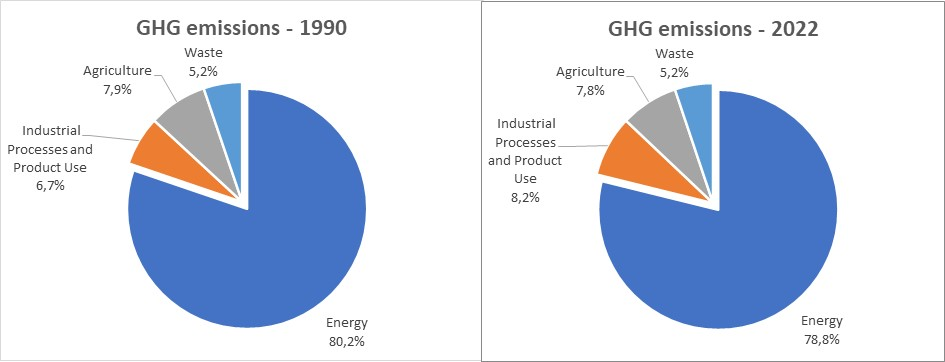 GHG emissions - 1990
Waste
5,2%
Agriculture
7,9%
Industrial
Processes and
Product Use
6,7%
Energy
80,2%
GHG emissions - 2022
Waste
5,2%
Agriculture
7,8%
Industrial
Processes
and Product
Use
8,2%
Energy
78,8%